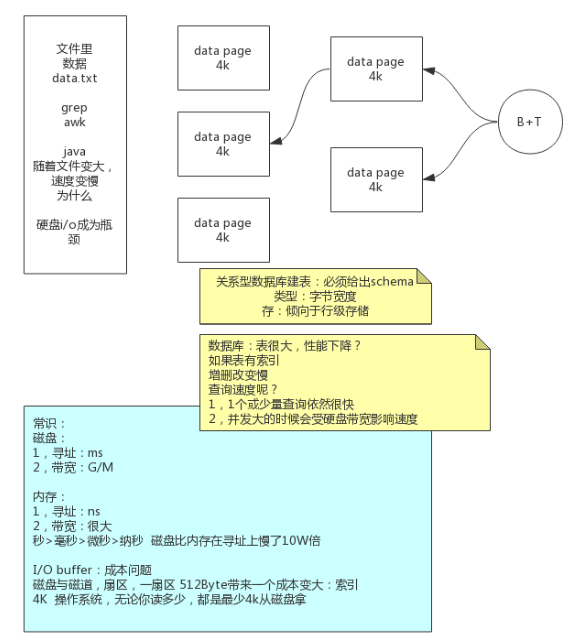 文件里
数据
data.txt
grep
awk
java
随着文件变大，
速度变慢
为什么
硬盘i/o成为瓶
颈
data page
4k
data page
4k
data page
4k
data page
4k
data page
4k
B+T
关系型数据库建表：必须给出schema
类型：字节宽度
存：倾向于行级存储
数据库：表很大，性能下降？
如果表有索引
增删改变慢
查询速度呢？
1，1个或少量查询依然很快
2，并发大的时候会受硬盘带宽影响速度
常识：
磁盘：
1，寻址：ms
2，带宽：G/M
内存：
1，寻址：ns
2，带宽：很大
秒>毫秒>微秒>纳秒 磁盘比内存在寻址上慢了10W倍
I/O buffer：成本问题
磁盘与磁道，扇区，一扇区 512Byte带来一个成本变大：索引
4K 操作系统，无论你读多少，都是最少4k从磁盘拿